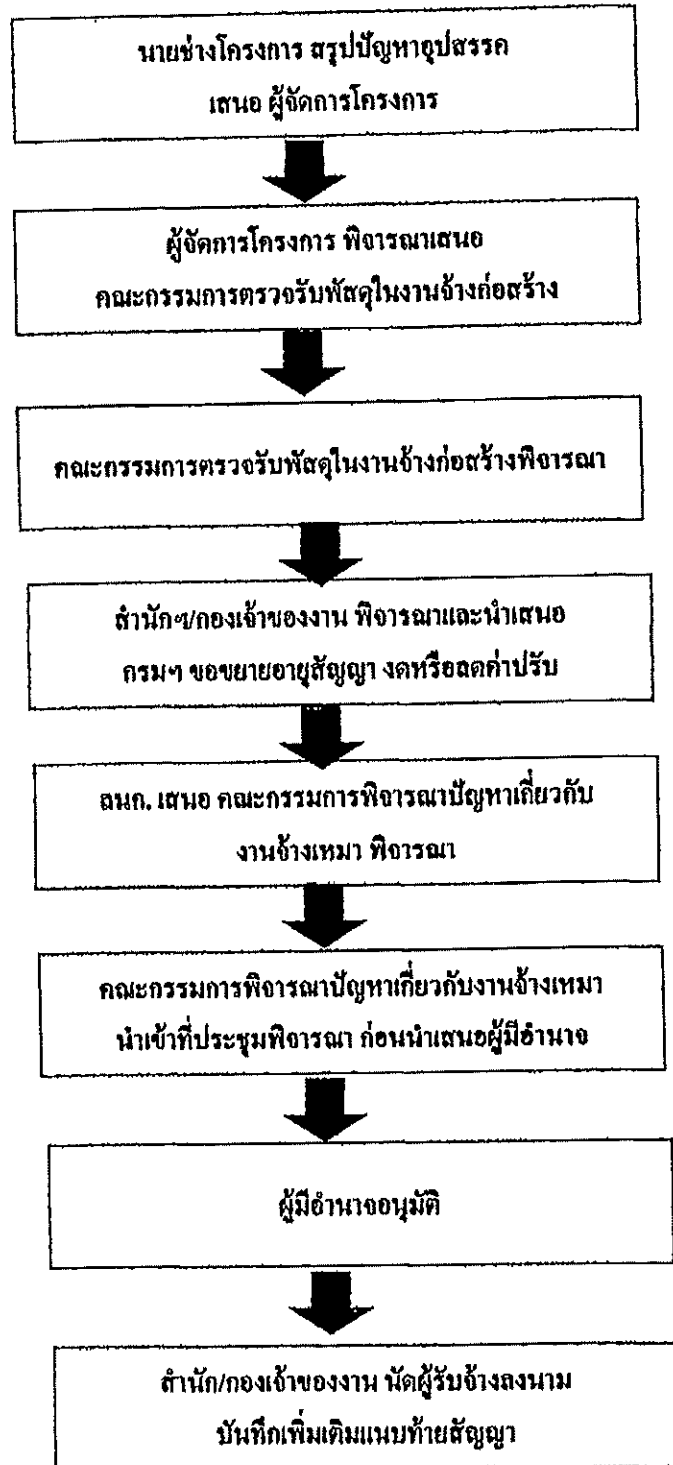 นายช่างโครงการ สรุปปัญหาอุปสรรค
เสนอ ผู้จัดการโครงการ
ผู้จัดการโครงการ พิจารณาเสนอ
คณะกรรมการตรวจรับพัสดุในงานจ้างก่อสร้าง
คณะกรรมการตรวจรับพัสดุในงานจ้างก่อสร้างพิจารณา
สำนักฯ/กองเจ้าของงาน พิจารณาและนำเสนอ
กรมฯ ขอขยายอายุสัญญา งดหรือลดค่าปรับ
สนก. เสนอ คณะกรรมการพิจารณาปัญหาเกี่ยวกับ
งานจ้างเหมา พิจารณา
คณะกรรมการพิจารณาปัญหาเกี่ยวกับงานจ้างเหมา
นำเข้าที่ประชุมพิจารณา ก่อนนำเสนอผู้มีอำนาจ
ผู้มีอำนาจอนุมัติ
สำนัก/กองเจ้าของงาน นัดผู้รับจ้างลงนาม
บันทึกเพิ่มเติมแนบท้ายสัญญา